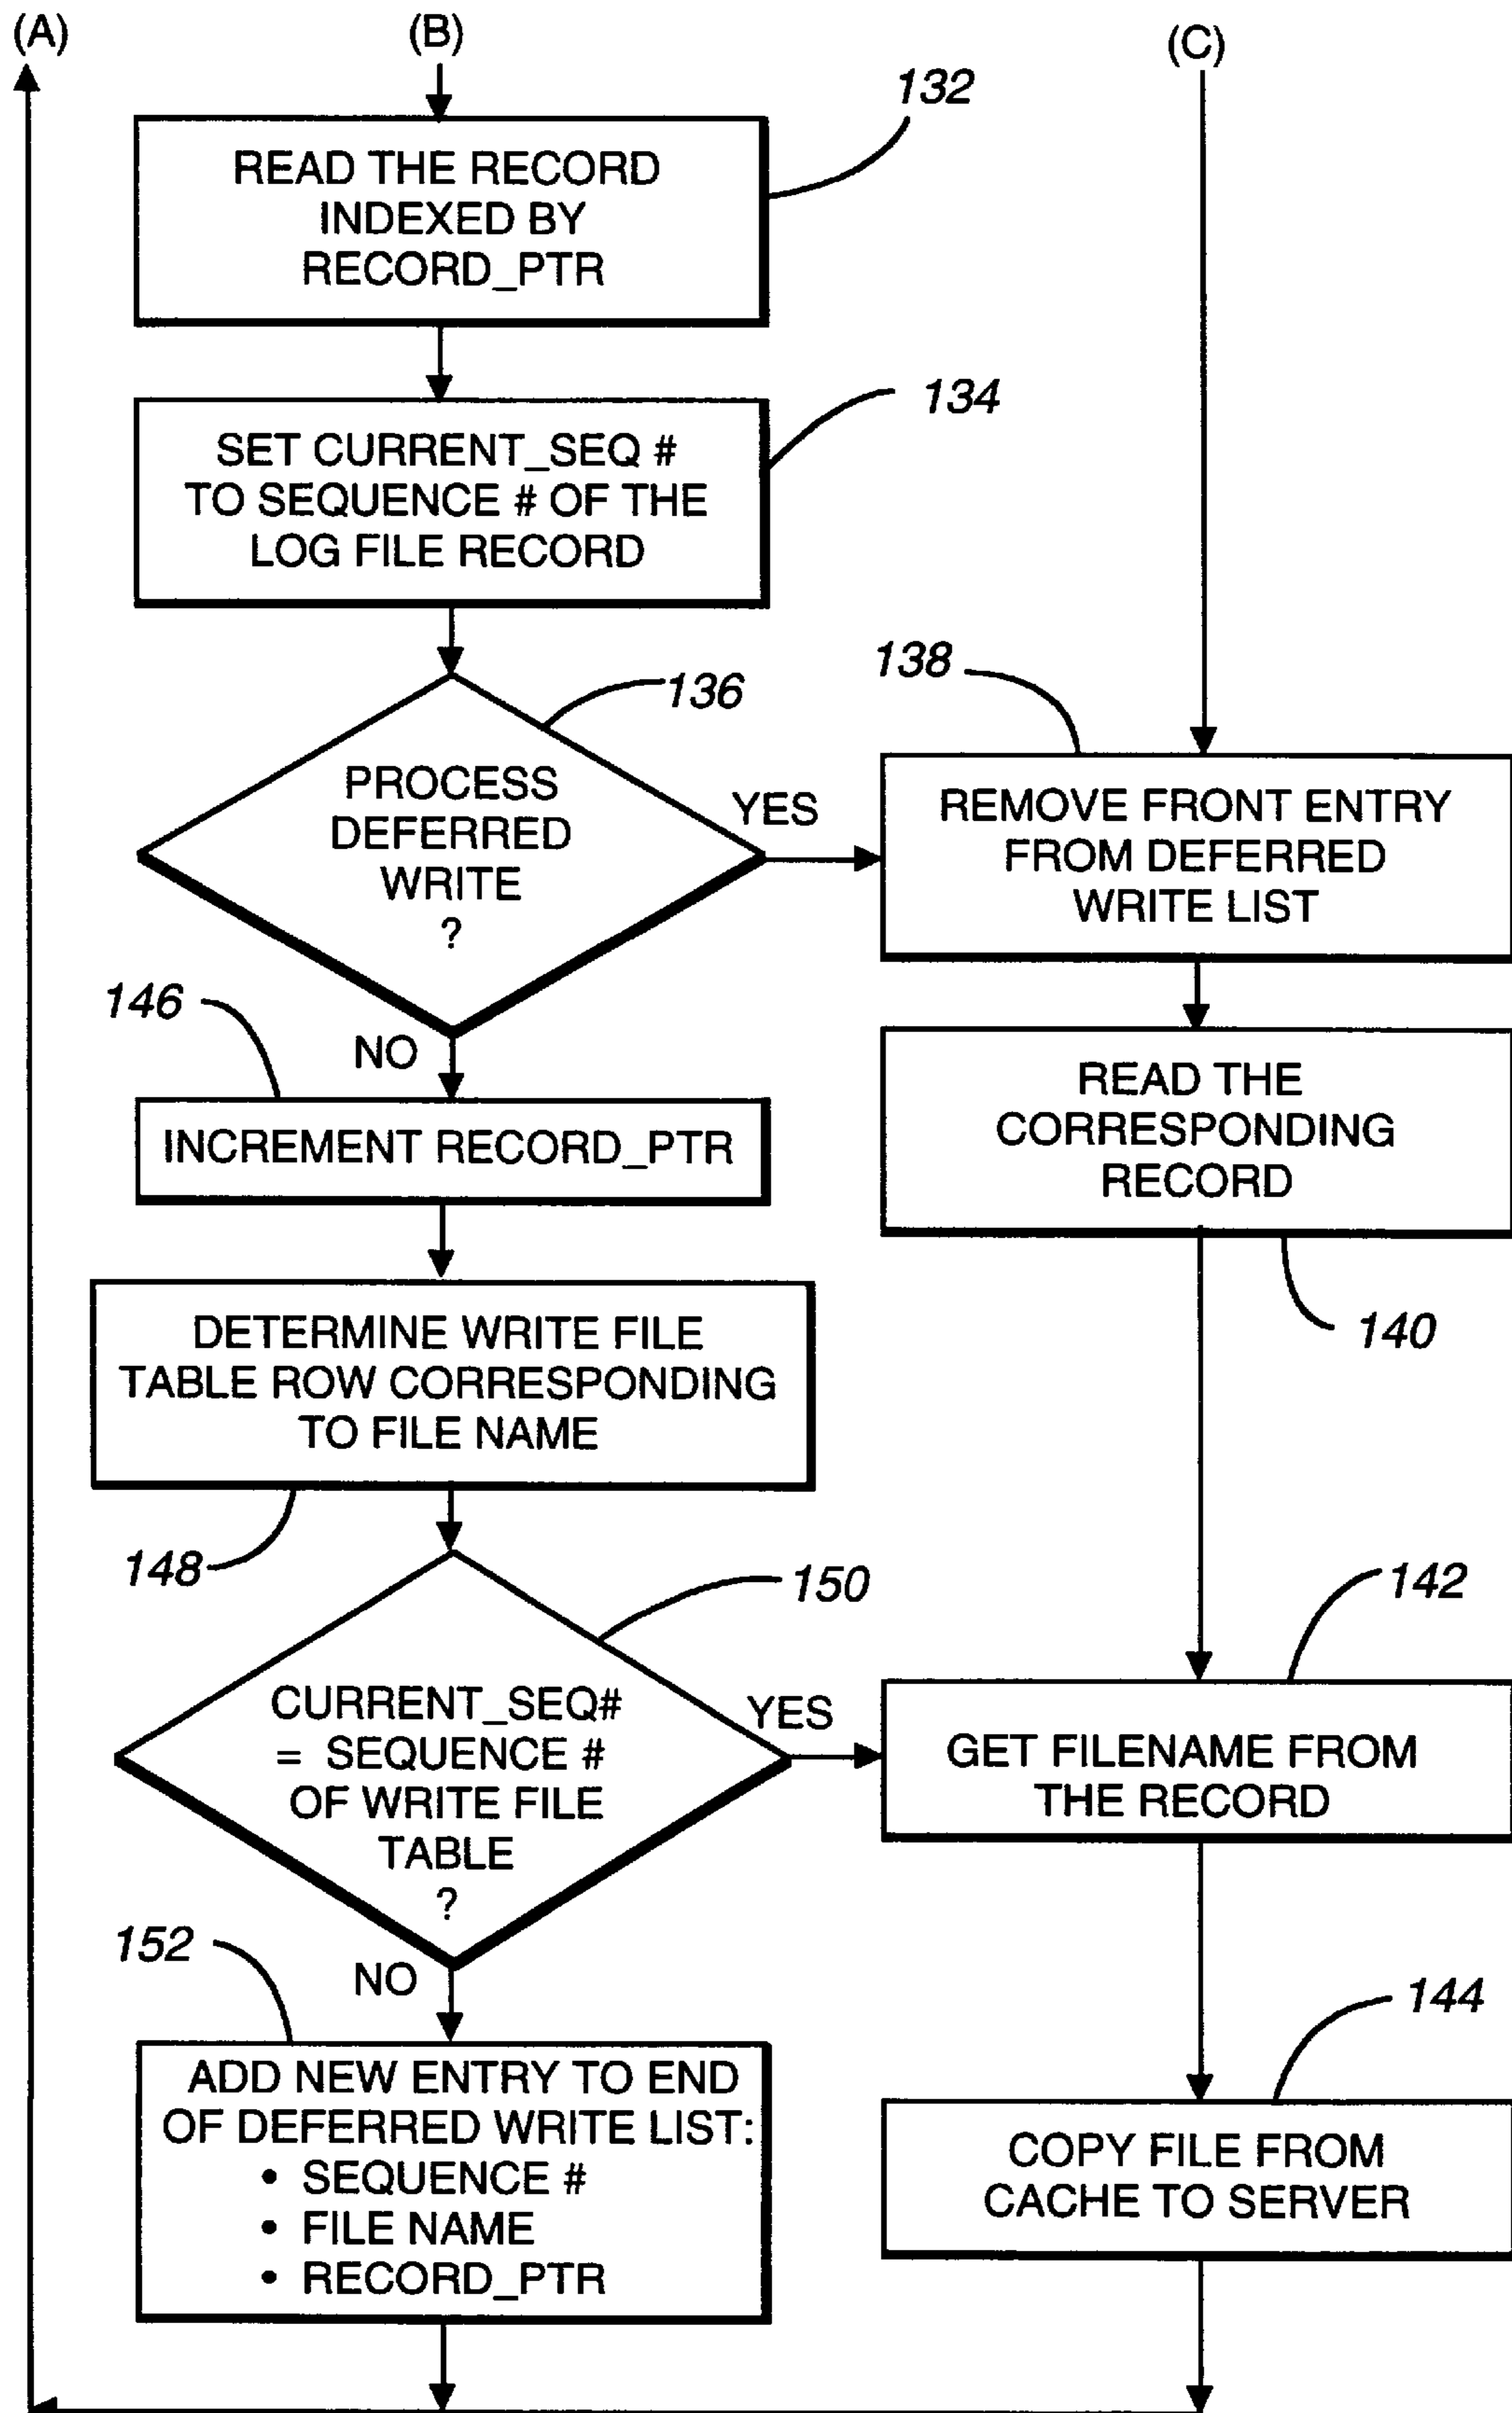 (A)
(B)
(C)
132
READ THE RECORD
INDEXED BY
RECORD_PTR
134
SET CURRENT_SEQ #
TO SEQUENCE # OF THE
LOG FILE RECORD
136
PROCESS
DEFERRED
WRITE
?
YES
138
REMOVE FRONT ENTRY
FROM DEFERRED
WRITE LIST
146
NO
READ THE
CORRESPONDING
RECORD
140
INCREMENT RECORD_PTR
DETERMINE WRITE FILE
TABLE ROW CORRESPONDING
TO FILE NAME
148
150
CURRENT_SEQ#
= SEQUENCE #
OF WRITE FILE
TABLE
?
YES
142
GET FILENAME FROM
THE RECORD
152
NO
ADD NEW ENTRY TO END
OF DEFERRED WRITE LIST:
• SEQUENCE #
• FILE NAME
• RECORD_PTR
144
COPY FILE FROM
CACHE TO SERVER